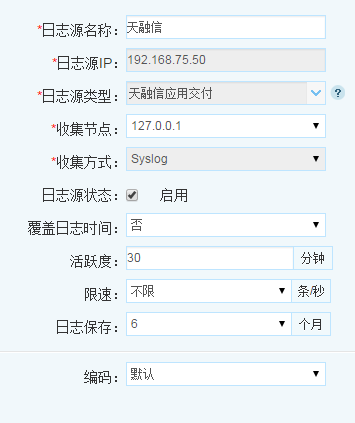 *日志源名称： 天融信
*日志源IP： 192.168.75.50
*日志源类型： 天融信应用交付 ?
*收集节点： 127.0.0.1
*收集方式： Syslog
日志源状态： 启用
覆盖日志时间： 否
活跃度： 30 分钟
限速： 不限 条/秒
日志保存： 6 个月
编码： 默认